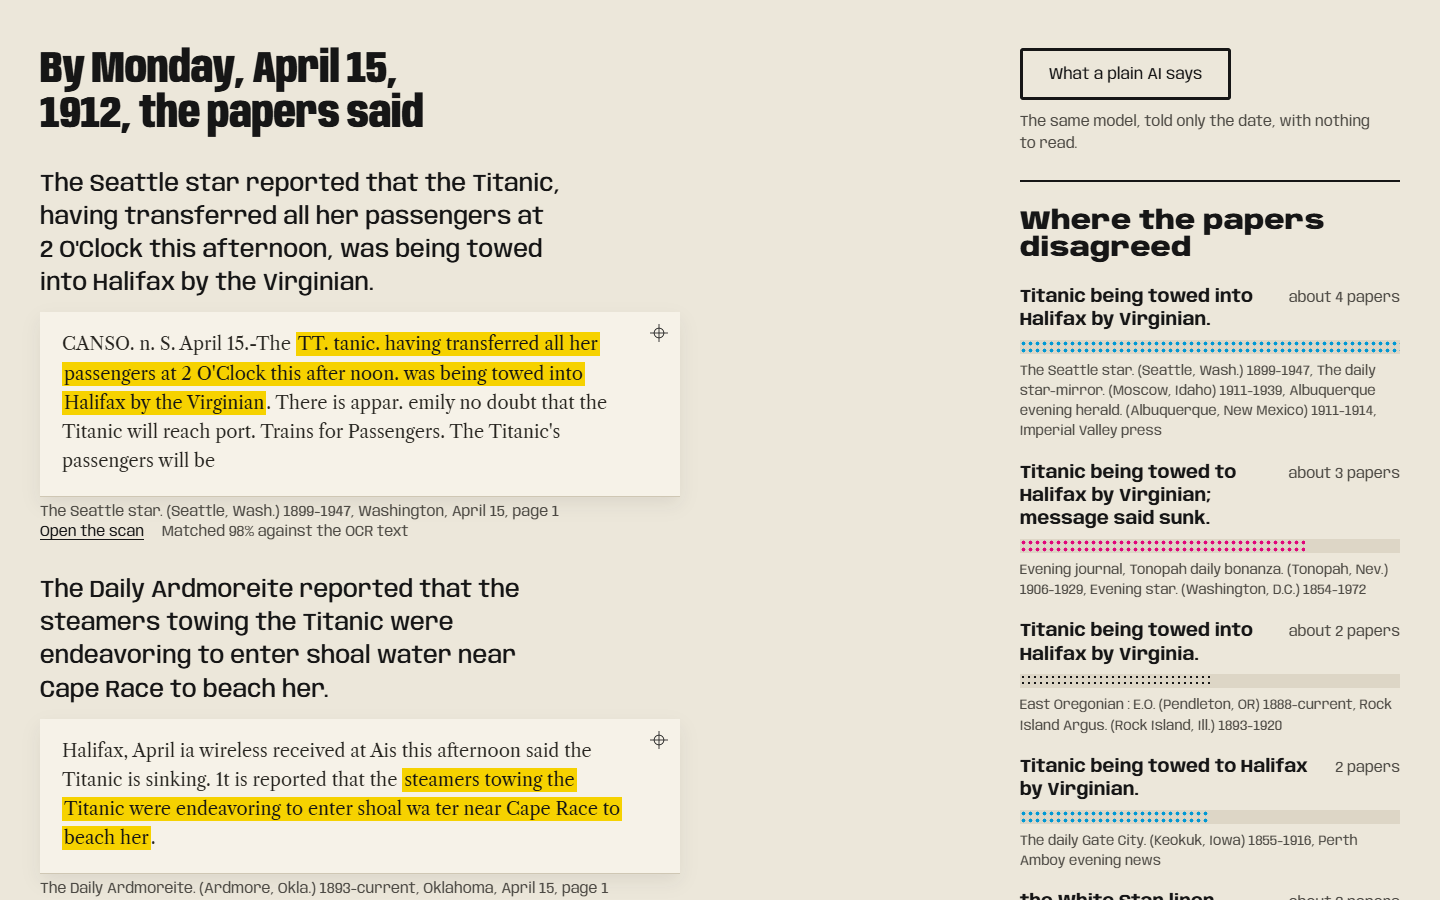 By Monday, April 15,
1912, the papers said
The Seattle star reported that the Titanic,
having transferred all her passengers at
2 O'Clock this afternoon, was being towed
into Halifax by the Virginian.
CANSO. n. S. April 15.-The TT. tanic. having transferred all her
passengers at 2 O'Clock this after noon. was being towed into
Halifax by the Virginian. There is appar. emily no doubt that the
Titanic will reach port. Trains for Passengers. The Titanic's
passengers will be
The Seattle star. (Seattle, Wash.) 1899-1947, Washington, April 15, page 1
Open the scan Matched 98% against the OCR text
The Daily Ardmoreite reported that the
steamers towing the Titanic were
endeavoring to enter shoal water near
Cape Race to beach her.
Halifax, April ia wireless received at Ais this afternoon said the
Titanic is sinking. 1t is reported that the steamers towing the
Titanic were endeavoring to enter shoal wa ter near Cape Race to
beach her.
The Daily Ardmoreite. (Ardmore, Okla.) 1893-current, Oklahoma, April 15, page 1
What a plain AI says
The same model, told only the date, with nothing
to read.
Where the papers
disagreed
Titanic being towed into about 4 papers
Halifax by Virginian.
The Seattle star. (Seattle, Wash.) 1899-1947, The daily
star-mirror. (Moscow, Idaho) 1911-1939, Albuquerque
evening herald. (Albuquerque, New Mexico) 1911-1914,
Imperial Valley press
Titanic being towed to about 3 papers
Halifax by Virginian;
message said sunk.
Evening journal, Tonopah daily bonanza. (Tonopah, Nev.)
1906-1929, Evening star. (Washington, D.C.) 1854-1972
Titanic being towed into about 2 papers
Halifax by Virginia.
East Oregonian : E.O. (Pendleton, OR) 1888-current, Rock
Island Argus. (Rock Island, Ill.) 1893-1920
Titanic being towed to Halifax 2 papers
by Virginian.
The daily Gate City. (Keokuk, Iowa) 1855-1916, Perth
Amboy evening news
the White Star liner